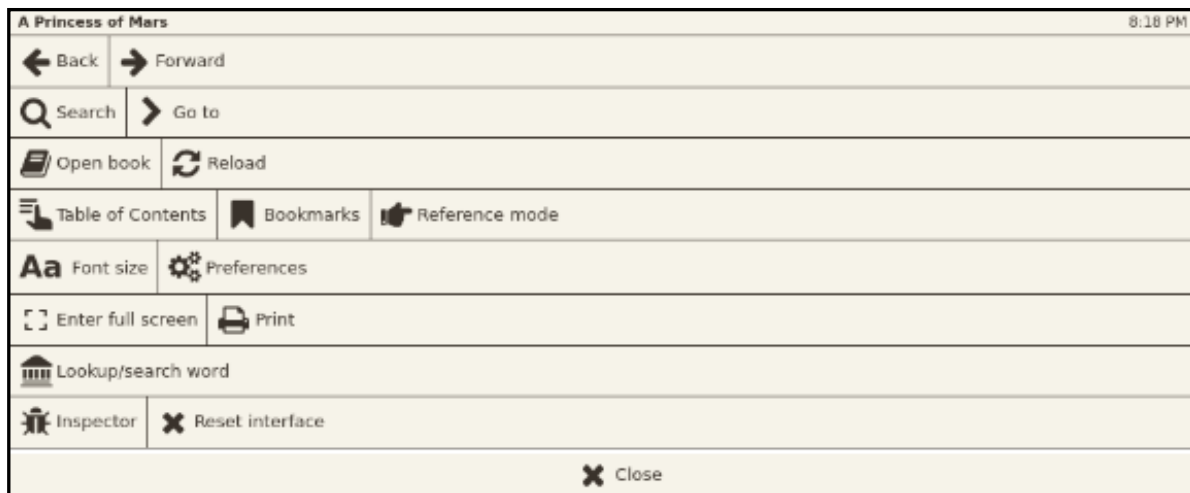 A Princess of Mars 8:18 PM
Back Forward
Search Go to
Open book Reload
Table of Contents Bookmarks Reference mode
Aa Font size Preferences
Enter full screen Print
Lookup/search word
Inspector Reset interface
Close